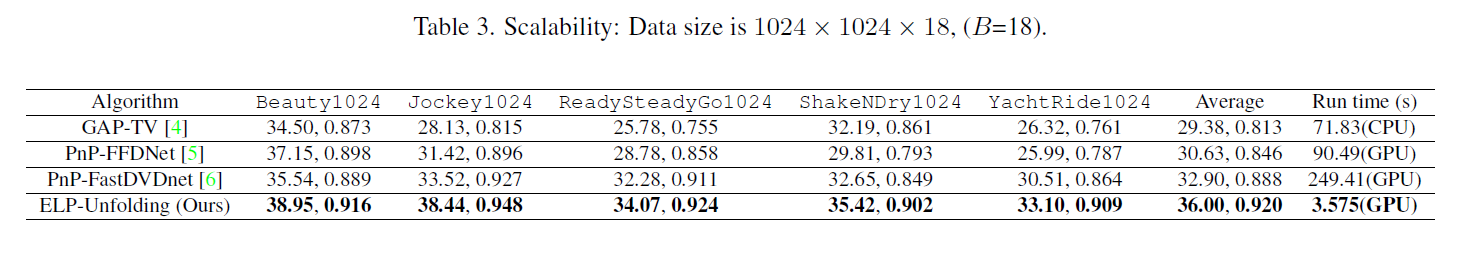 Table 3. Scalability: Data size is 1024 × 1024 × 18, (B=18).
Algorithm Beauty1024 Jockey1024 ReadySteadyGo1024 ShakeNDry1024 YachtRide1024 Average Run time (s)
GAP-TV [4] 34.50, 0.873 28.13, 0.815 25.78, 0.755 32.19, 0.861 26.32, 0.761 29.38, 0.813 71.83(CPU)
PnP-FFDNet [5] 37.15, 0.898 31.42, 0.896 28.78, 0.858 29.81, 0.793 25.99, 0.787 30.63, 0.846 90.49(GPU)
PnP-FastDVDnet [6] 35.54, 0.889 33.52, 0.927 32.28, 0.911 32.65, 0.849 30.51, 0.864 32.90, 0.888 249.41(GPU)
ELP-Unfolding (Ours) 38.95, 0.916 38.44, 0.948 34.07, 0.924 35.42, 0.902 33.10, 0.909 36.00, 0.920 3.575(GPU)